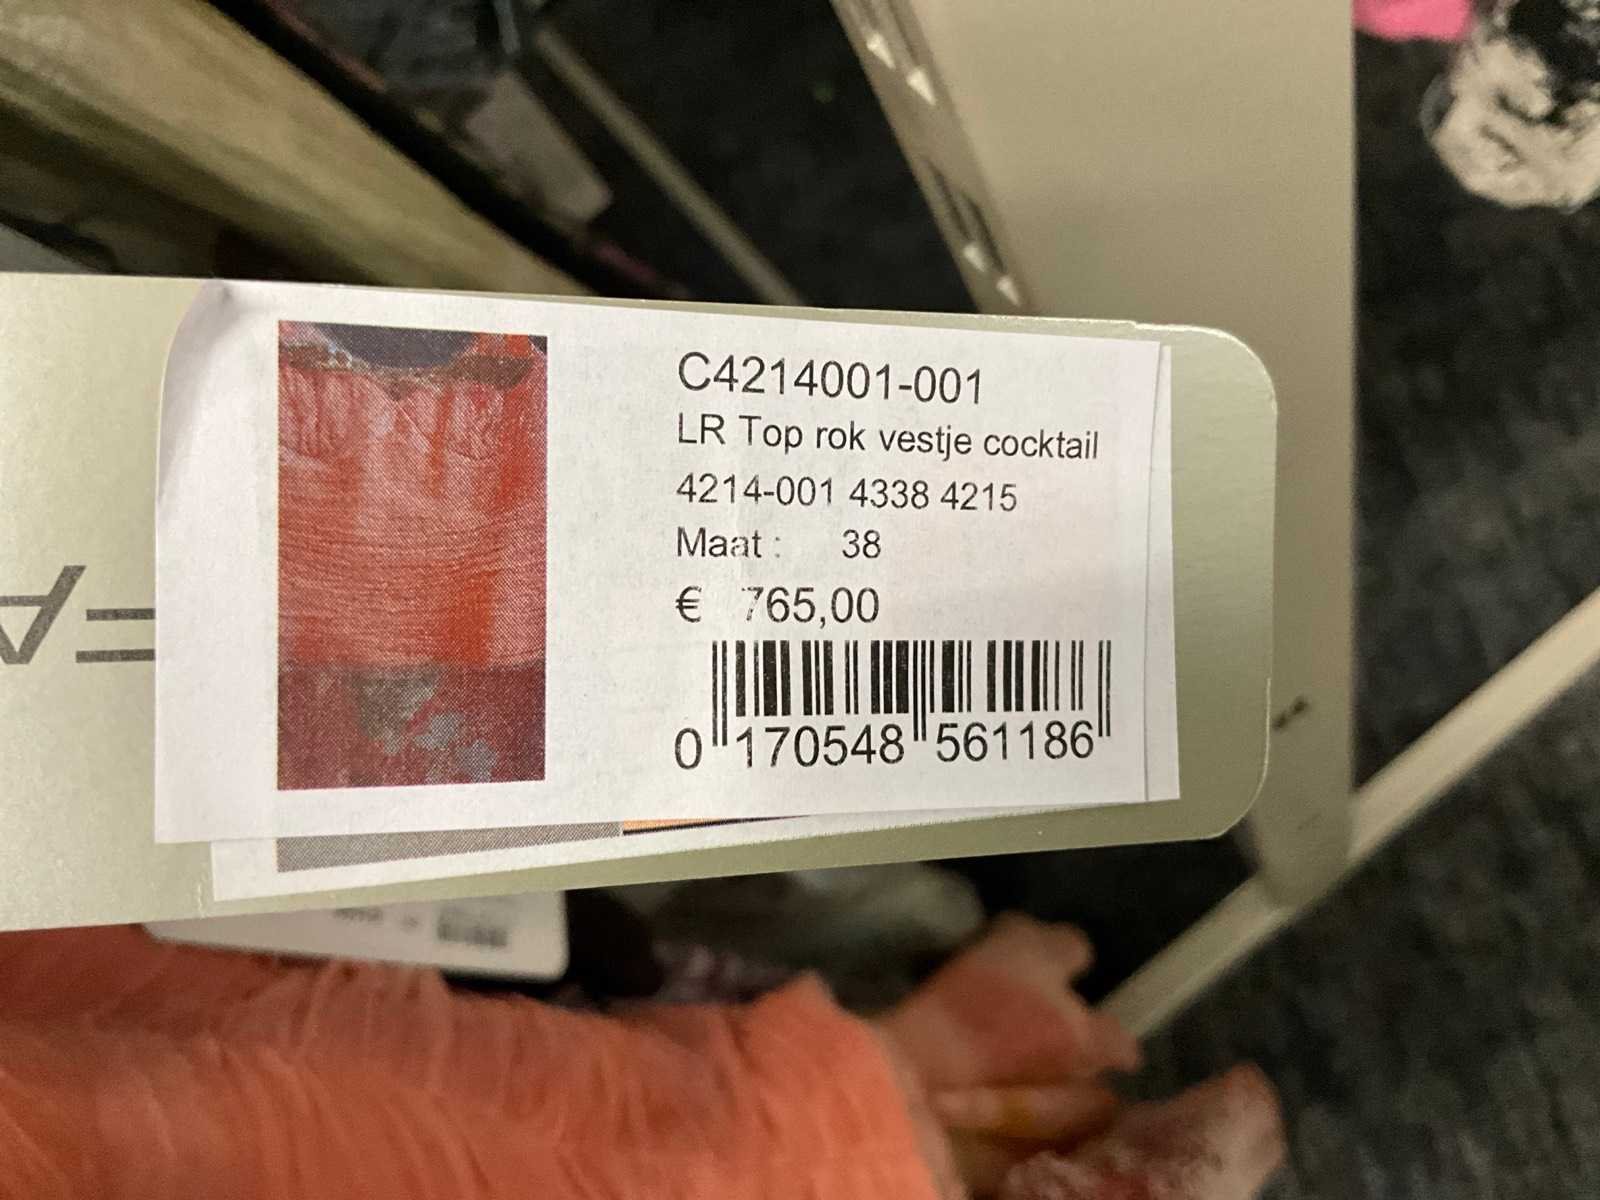 C4214001-001
LR Top rok vestje cocktail
4214-001 4338 4215
Maat : 38
€ 765,00
0 170548 561186